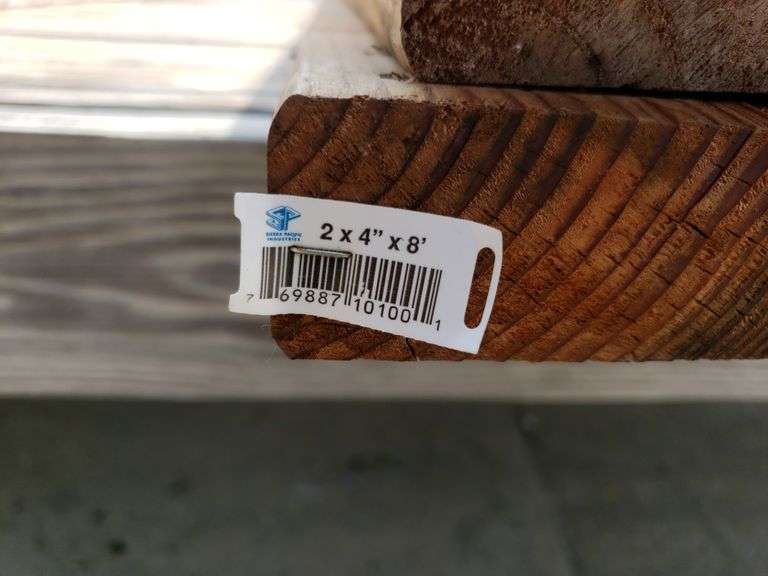 SIERRA PACIFIC
INDUSTRIES
2 x 4" x 8'
7 69887 10100 1